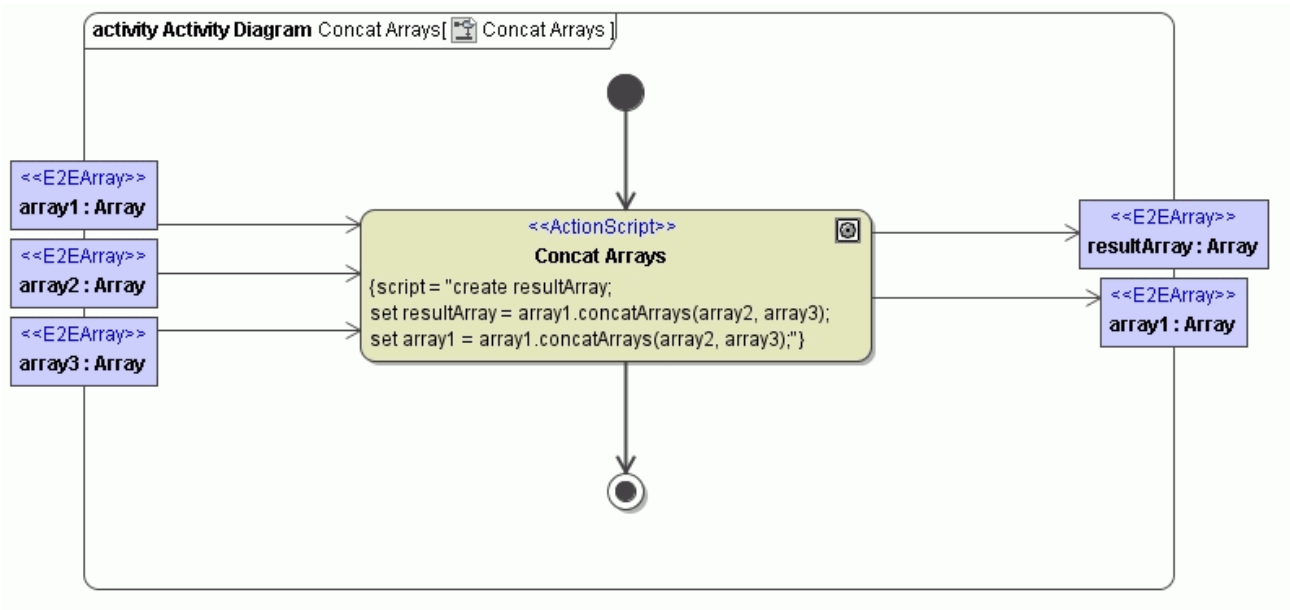 activity Activity Diagram Concat Arrays[ Concat Arrays ]
<<E2EArray>>
array1 : Array
<<E2EArray>>
array2 : Array
<<E2EArray>>
array3 : Array
<<ActionScript>>
Concat Arrays
{script = "create resultArray;
set resultArray = array1.concatArrays(array2, array3);
set array1 = array1.concatArrays(array2, array3);"}
<<E2EArray>>
resultArray : Array
<<E2EArray>>
array1 : Array